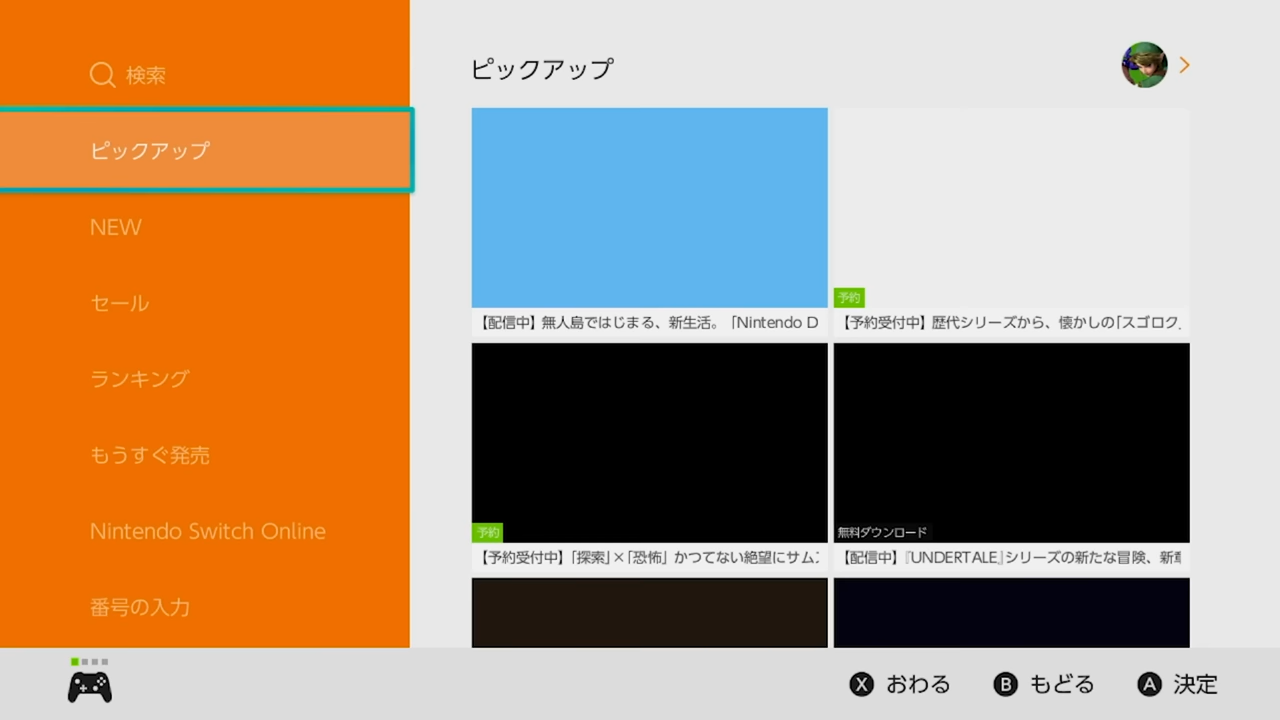 検索
ピックアップ
NEW
セール
ランキング
もうすぐ発売
Nintendo Switch Online
番号の入力
ピックアップ
【配信中】無人島ではじまる、新生活。「Nintendo D
予約
【予約受付中】歴代シリーズから、懐かしの「スゴロク
予約
【予約受付中】「探索」×「恐怖」 かつてない絶望にサム
無料ダウンロード
【配信中】『UNDERTALE』シリーズの新たな冒険、新章
X おわる
B もどる
A 決定